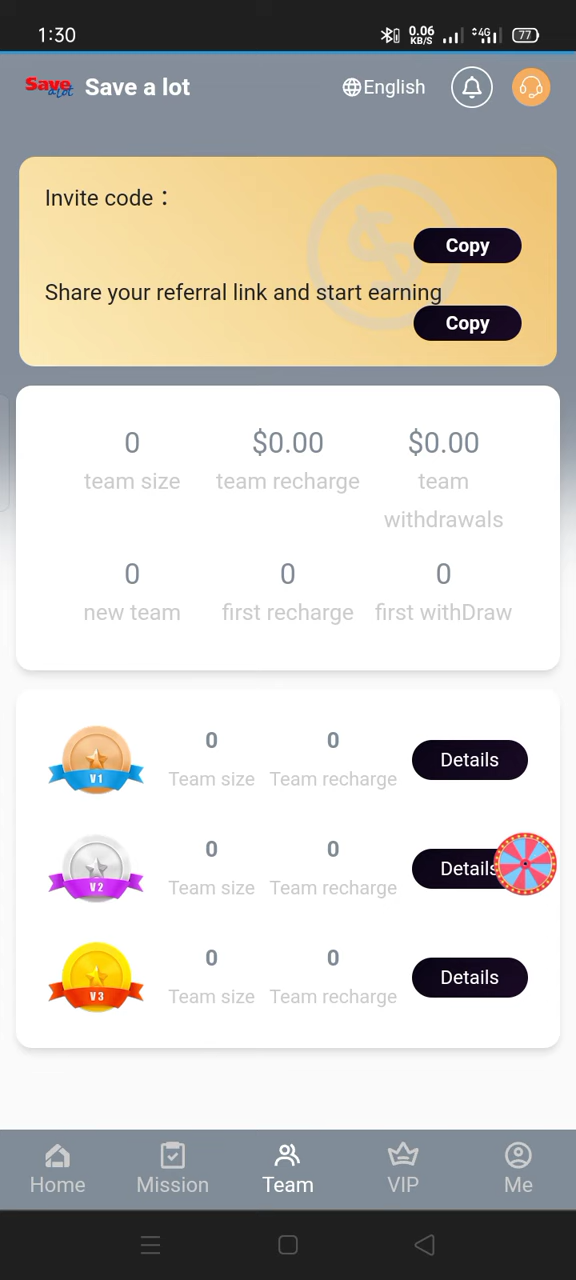 1:30
0.06
KB/S
4G
77
Save
a lot
Save a lot
English
Invite code：
Copy
Share your referral link and start earning
Copy
0
$0.00
$0.00
team size
team recharge
team
withdrawals
0
0
0
new team
first recharge
first withDraw
V1
0
0
Team size
Team recharge
Details
V2
0
0
Team size
Team recharge
Details
V3
0
0
Team size
Team recharge
Details
Home
Mission
Team
VIP
Me